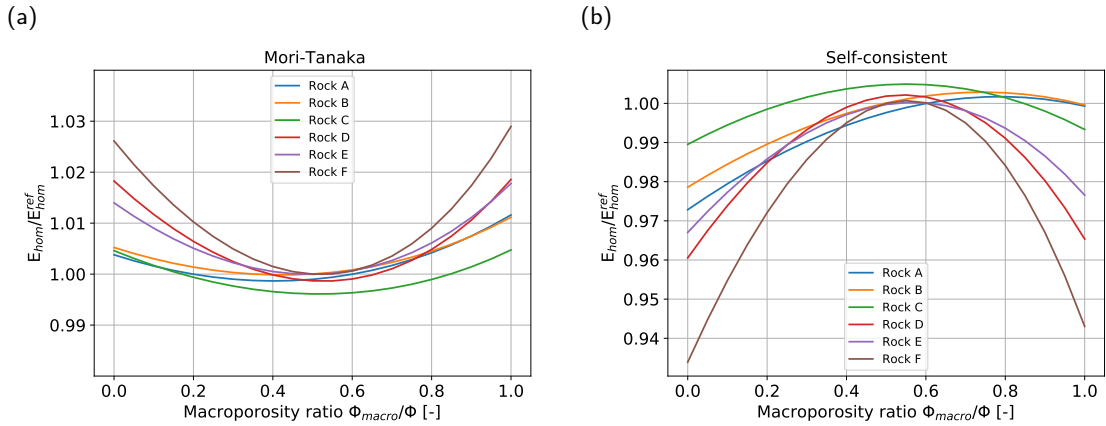 (a)
Mori-Tanaka
Rock A
Rock B
Rock C
Rock D
Rock E
Rock F
1.03
1.02
1.01
1.00
0.99
E_hom/E_hom^ref
0.0 0.2 0.4 0.6 0.8 1.0
Macroporosity ratio Φ_macro/Φ [-]
(b)
Self-consistent
1.00
0.99
0.98
0.97
0.96
0.95
0.94
E_hom/E_hom^ref
Rock A
Rock B
Rock C
Rock D
Rock E
Rock F
0.0 0.2 0.4 0.6 0.8 1.0
Macroporosity ratio Φ_macro/Φ [-]